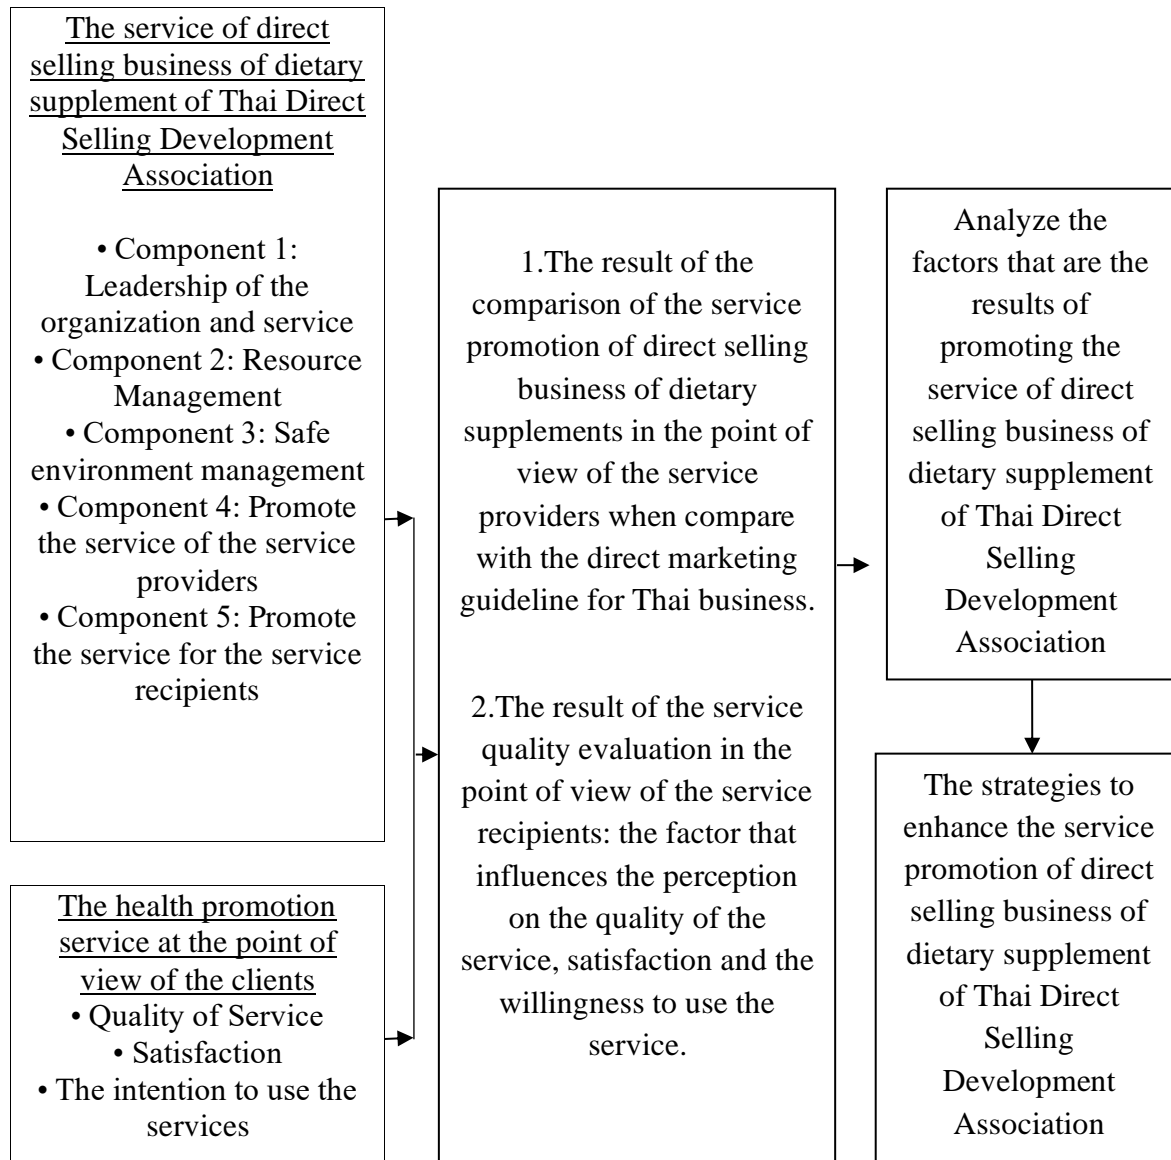 The service of direct
selling business of dietary
supplement of Thai Direct
Selling Development
Association
• Component 1:
Leadership of the
organization and service
• Component 2: Resource
Management
• Component 3: Safe
environment management
• Component 4: Promote
the service of the service
providers
• Component 5: Promote
the service for the service
recipients
The health promotion
service at the point of
view of the clients
• Quality of Service
• Satisfaction
• The intention to use the
services
1.The result of the
comparison of the service
promotion of direct selling
business of dietary
supplements in the point of
view of the service
providers when compare
with the direct marketing
guideline for Thai business.
2.The result of the service
quality evaluation in the
point of view of the service
recipients: the factor that
influences the perception
on the quality of the
service, satisfaction and the
willingness to use the
service.
Analyze the
factors that are the
results of
promoting the
service of direct
selling business of
dietary supplement
of Thai Direct
Selling
Development
Association
The strategies to
enhance the service
promotion of direct
selling business of
dietary supplement
of Thai Direct
Selling
Development
Association